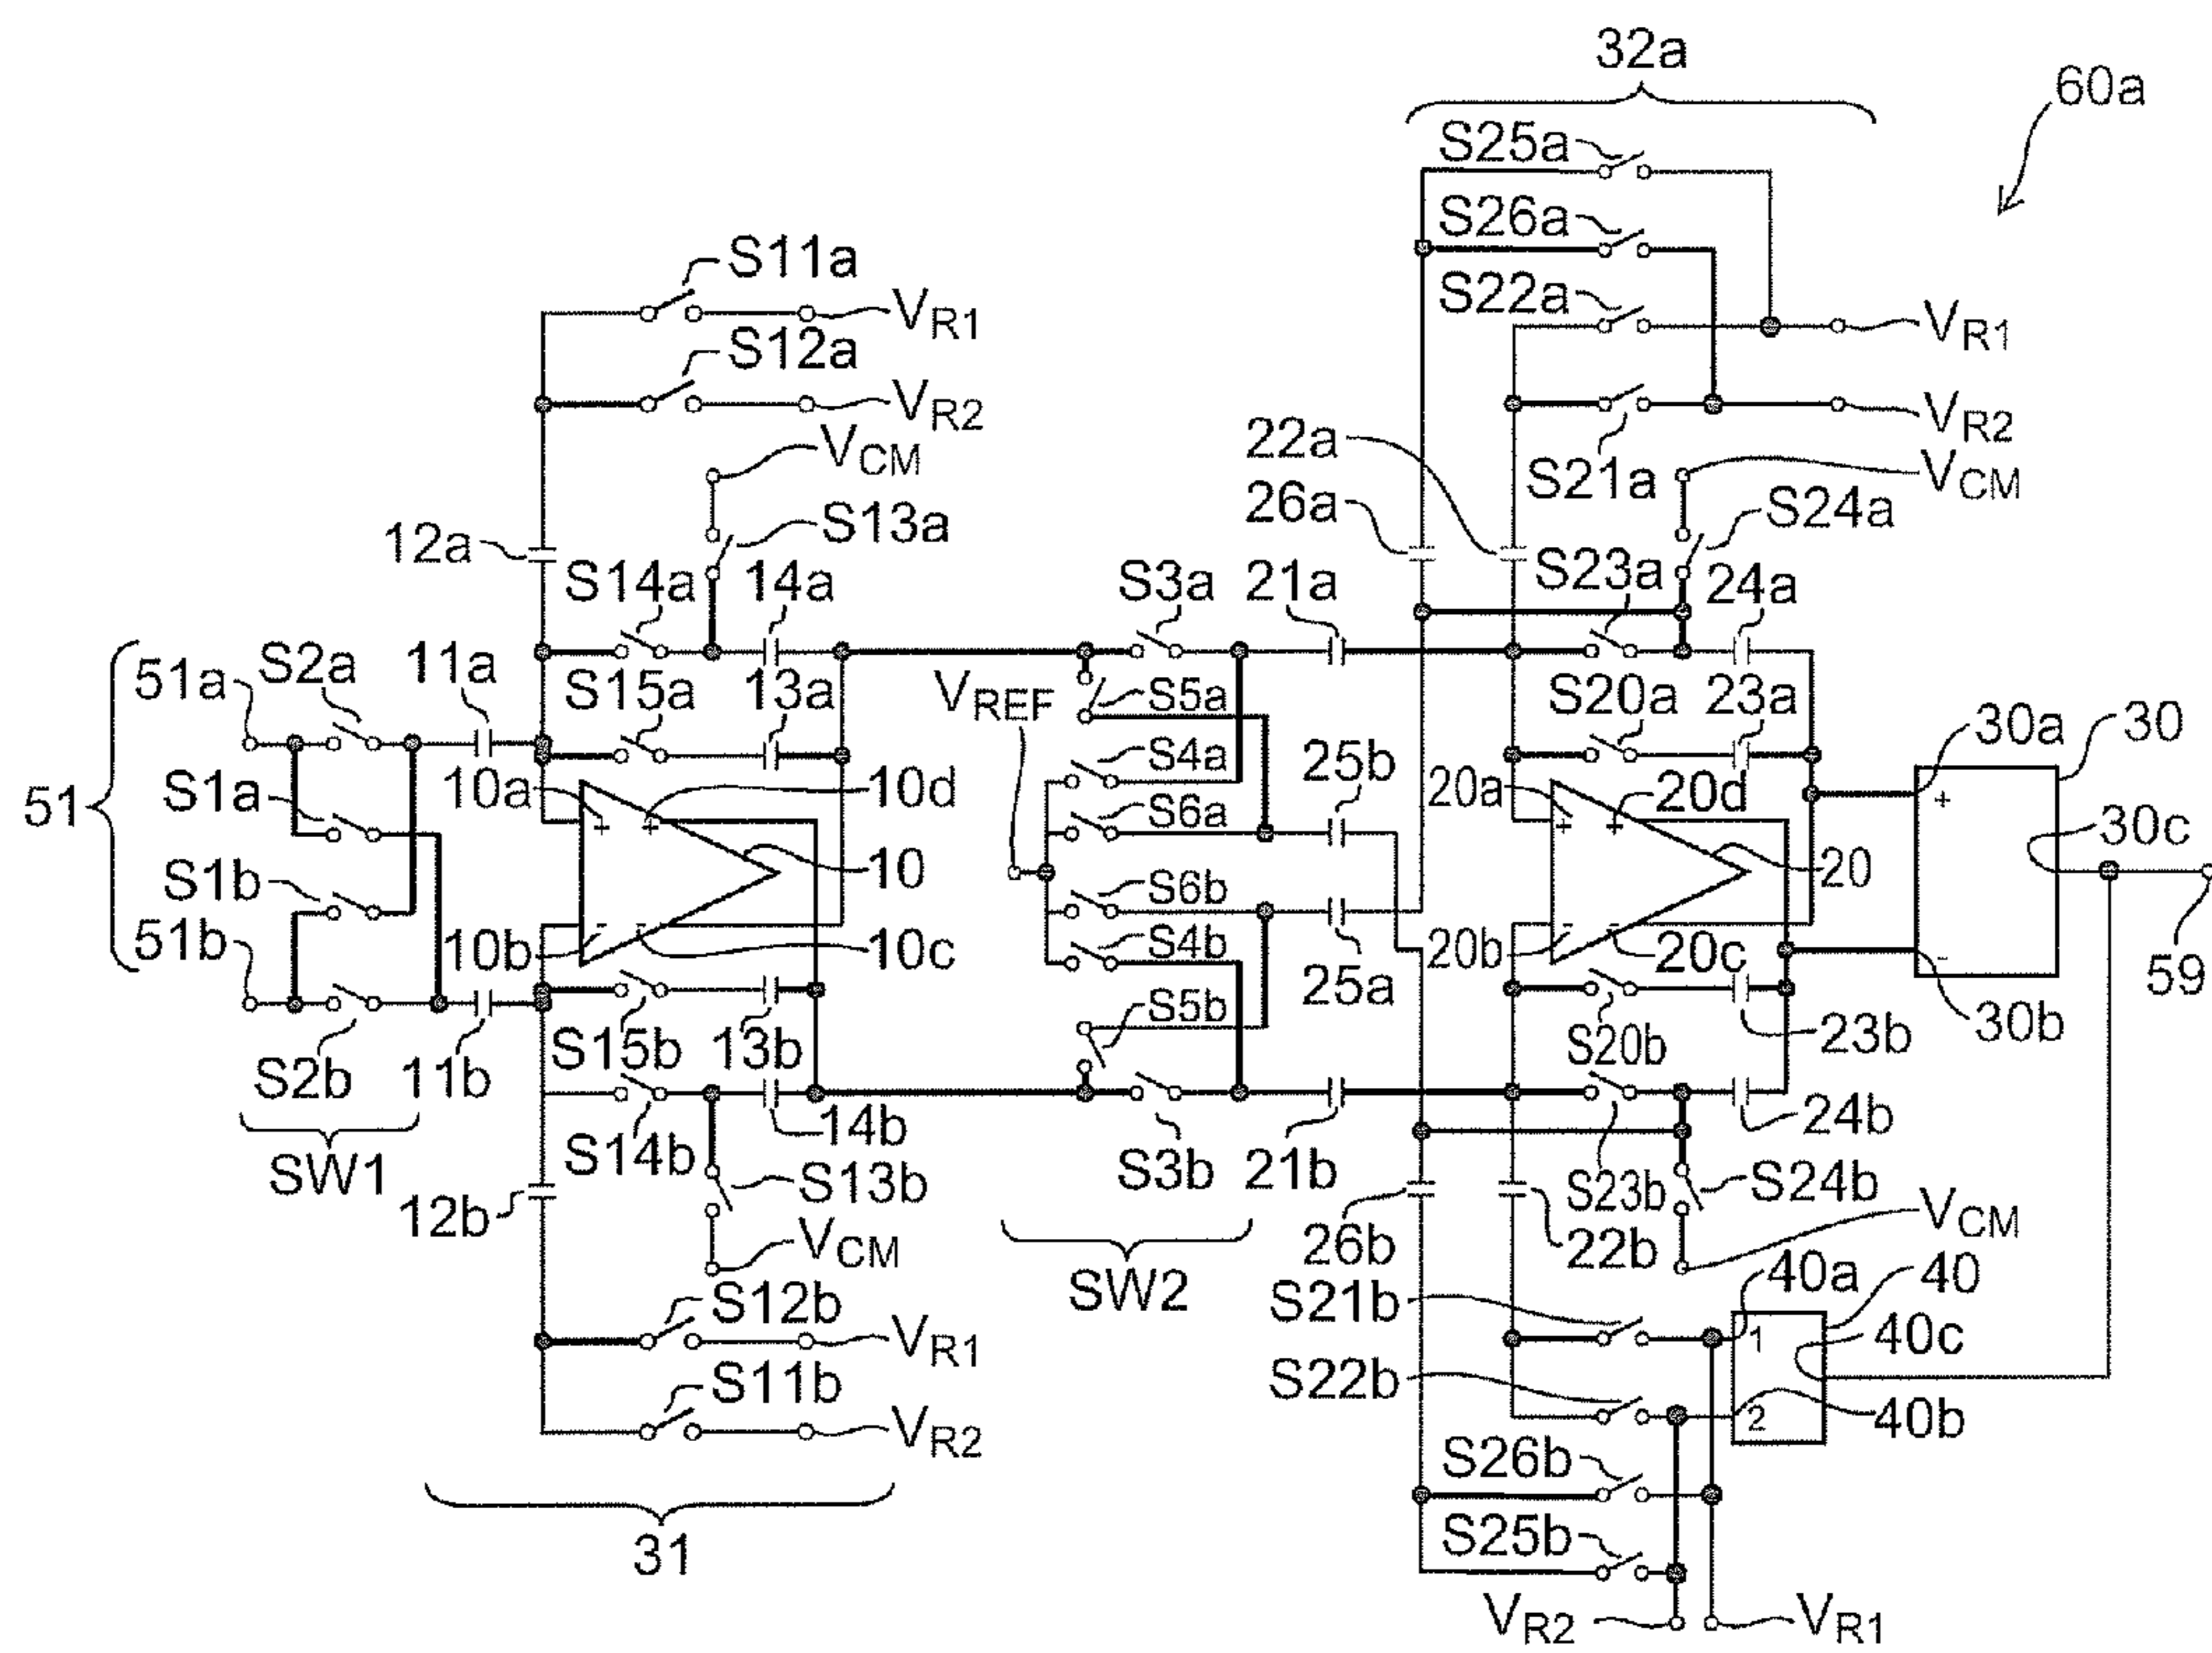 32a
60a
S25a
S26a
S11a
S22a
VR1
VR1
S12a
VR2
VR2
22a
VCM
S21a
VCM
26a
S24a
12a
S13a
S14a
14a
S3a
21a
S23a
24a
51a
S2a
11a
S15a
13a
VREF
S5a
S20a
23a
30a
30
S4a
25b
51
S1a
10a
+
+
10d
S6a
20a
+
+
20d
+
30c
S1b
10
S6b
20
51b
10b
-
-
10c
S4b
20b
-
-
20c
-
59
25a
S2b
11b
S15b
13b
S5b
S20b
23b
30b
SW1
S14b
14b
S3b
21b
S23b
24b
12b
S13b
S24b
VCM
SW2
26b
22b
VCM
S12b
S21b
40a
40
VR1
1
40c
S11b
S22b
2
40b
VR2
S26b
31
S25b
VR2
VR1